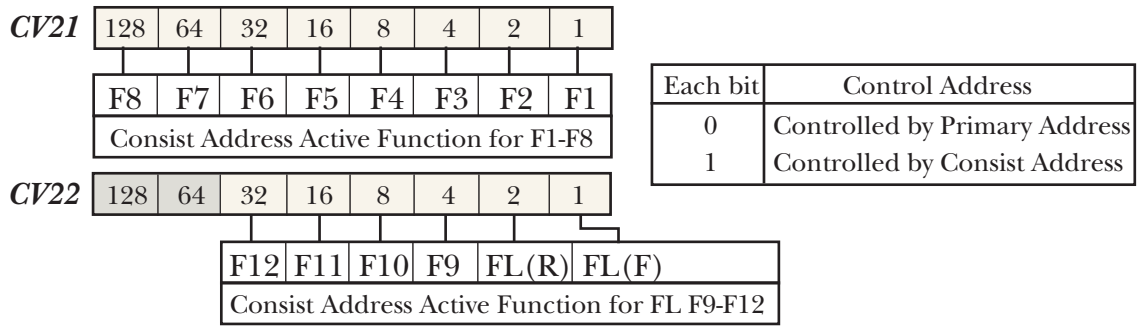 CV21 128 64 32 16 8 4 2 1
F8 F7 F6 F5 F4 F3 F2 F1
Consist Address Active Function for F1-F8
Each bit Control Address
0 Controlled by Primary Address
1 Controlled by Consist Address
CV22 128 64 32 16 8 4 2 1
F12 F11 F10 F9 FL(R) FL(F)
Consist Address Active Function for FL F9-F12